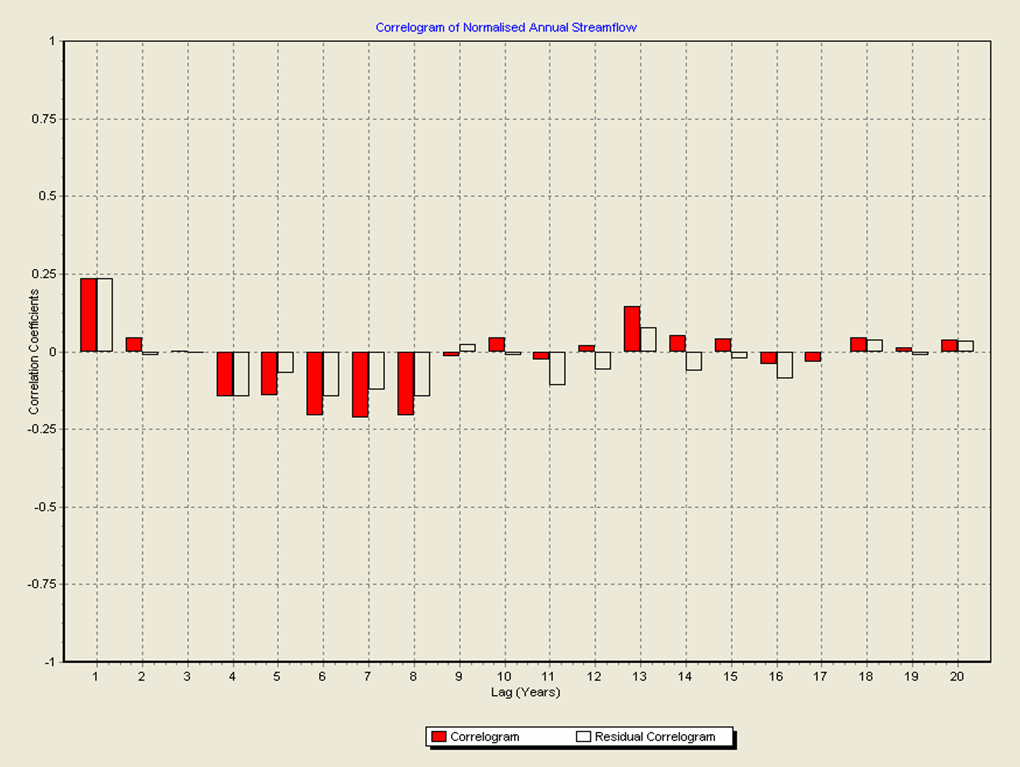 Correlogram of Normalised Annual Streamflow
1
0.75
0.5
0.25
0
-0.25
-0.5
-0.75
-1
Correlation Coefficients
1 2 3 4 5 6 7 8 9 10 11 12 13 14 15 16 17 18 19 20
Lag (Years)
Correlogram Residual Correlogram